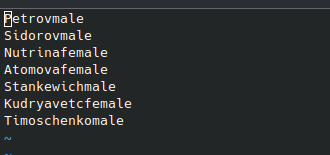 Petrovmale
Sidorovmale
Nutrinafemale
Atomovafemale
Stankewichmale
Kudryavetcfemale
Timoschenkomale
~
~